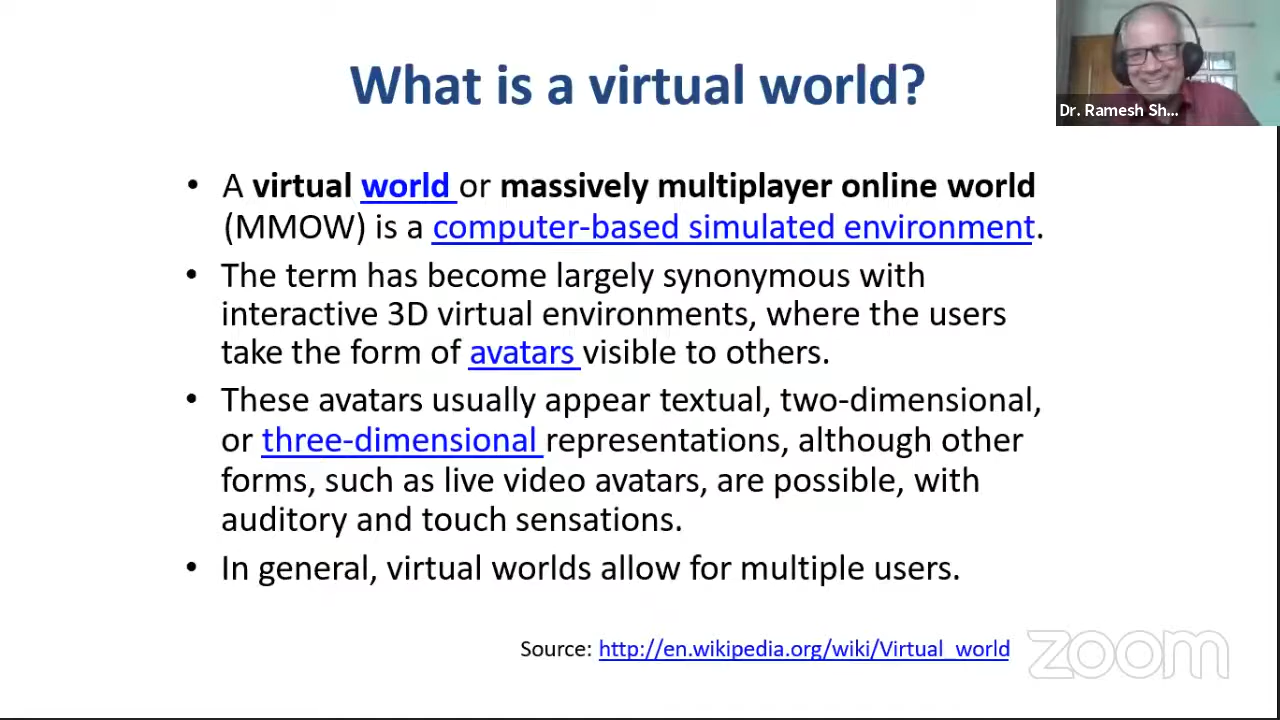 What is a virtual world?
Dr. Ramesh Sh...
• A virtual world or massively multiplayer online world
(MMOW) is a computer-based simulated environment.
• The term has become largely synonymous with
interactive 3D virtual environments, where the users
take the form of avatars visible to others.
• These avatars usually appear textual, two-dimensional,
or three-dimensional representations, although other
forms, such as live video avatars, are possible, with
auditory and touch sensations.
• In general, virtual worlds allow for multiple users.
Source: http://en.wikipedia.org/wiki/Virtual_world
zoom